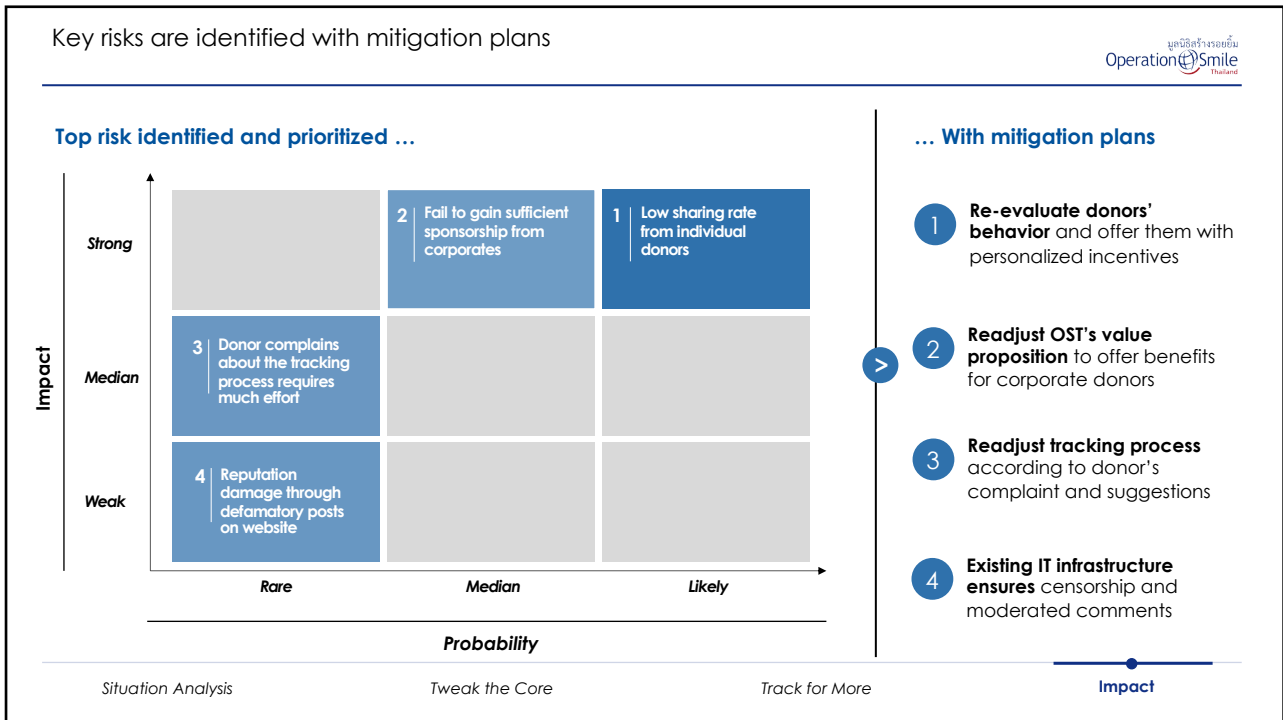 Key risks are identified with mitigation plans
มูลนิธิสร้างรอยยิ้ม
Operation Smile
Thailand
Top risk identified and prioritized …
Impact
Strong
Median
Weak
2
Fail to gain sufficient
sponsorship from
corporates
1
Low sharing rate
from individual
donors
3
Donor complains
about the tracking
process requires
much effort
4
Reputation
damage through
defamatory posts
on website
Rare
Median
Likely
Probability
>
… With mitigation plans
1
Re-evaluate donors’
behavior and offer them with
personalized incentives
2
Readjust OST’s value
proposition to offer benefits
for corporate donors
3
Readjust tracking process
according to donor’s
complaint and suggestions
4
Existing IT infrastructure
ensures censorship and
moderated comments
Situation Analysis
Tweak the Core
Track for More
Impact